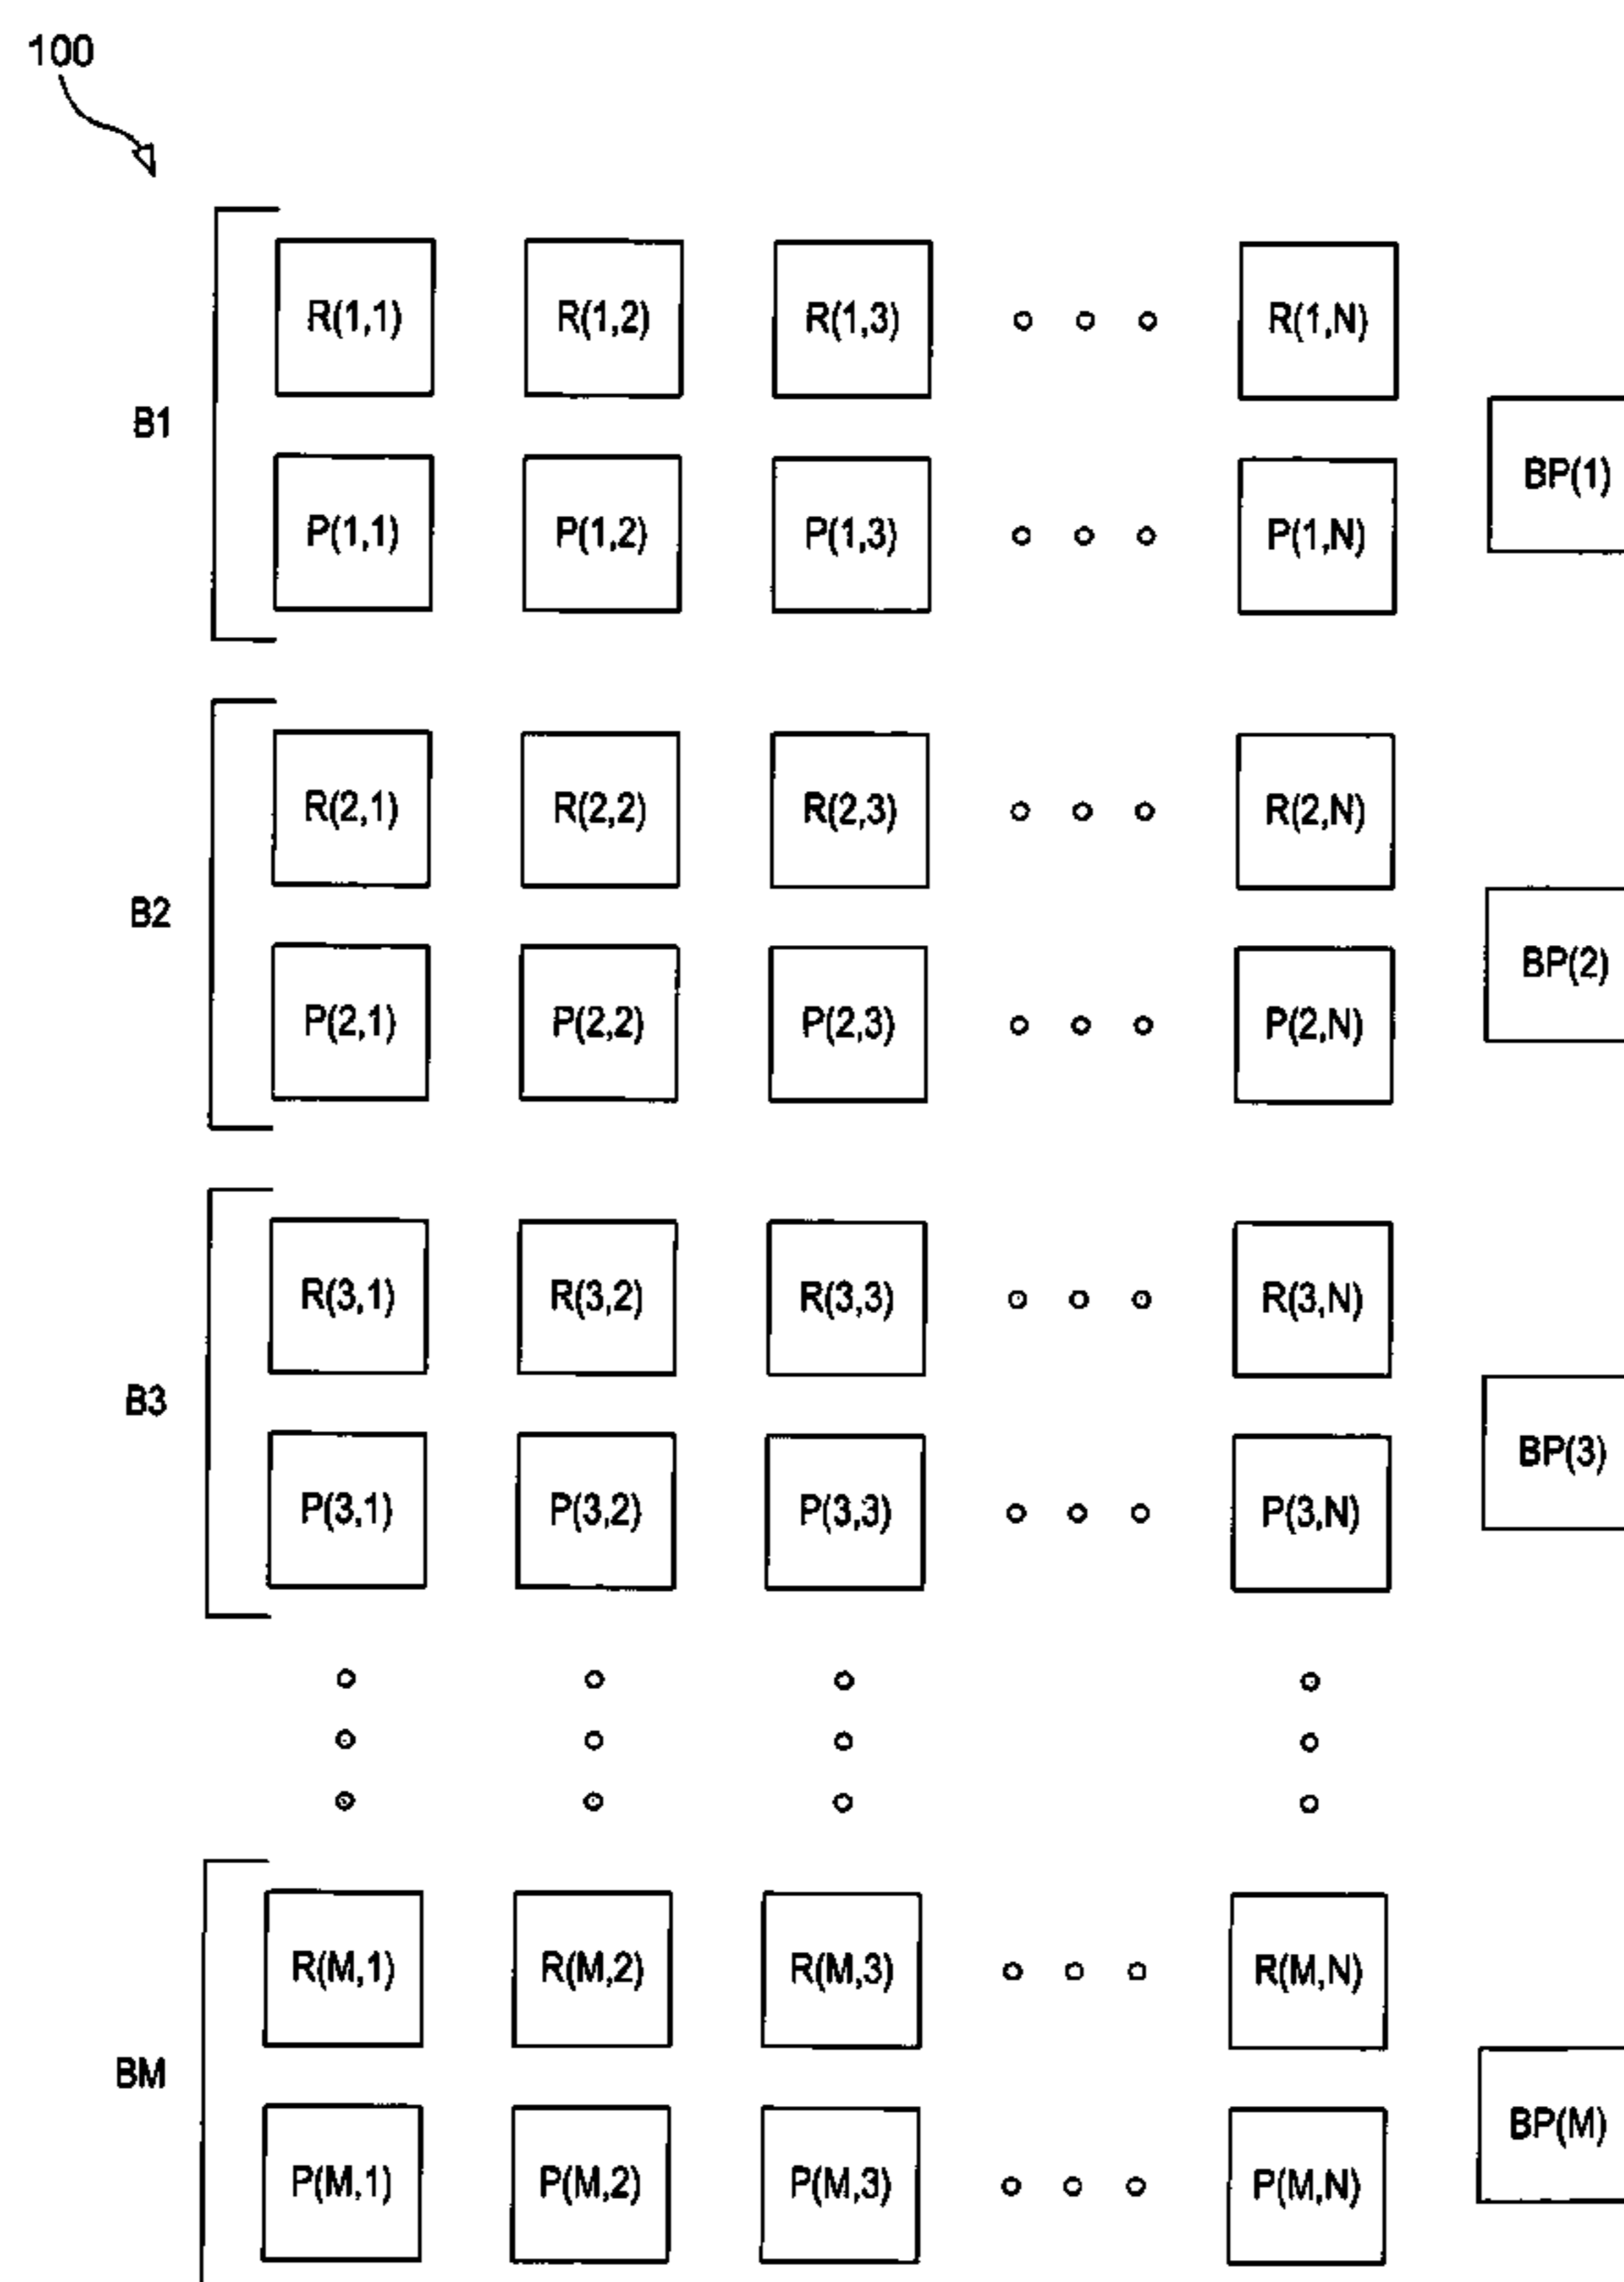 100
R(1,1) R(1,2) R(1,3) R(1,N)
B1 BP(1)
P(1,1) P(1,2) P(1,3) P(1,N)
R(2,1) R(2,2) R(2,3) R(2,N)
B2 BP(2)
P(2,1) P(2,2) P(2,3) P(2,N)
R(3,1) R(3,2) R(3,3) R(3,N)
B3 BP(3)
P(3,1) P(3,2) P(3,3) P(3,N)
R(M,1) R(M,2) R(M,3) R(M,N)
BM BP(M)
P(M,1) P(M,2) P(M,3) P(M,N)